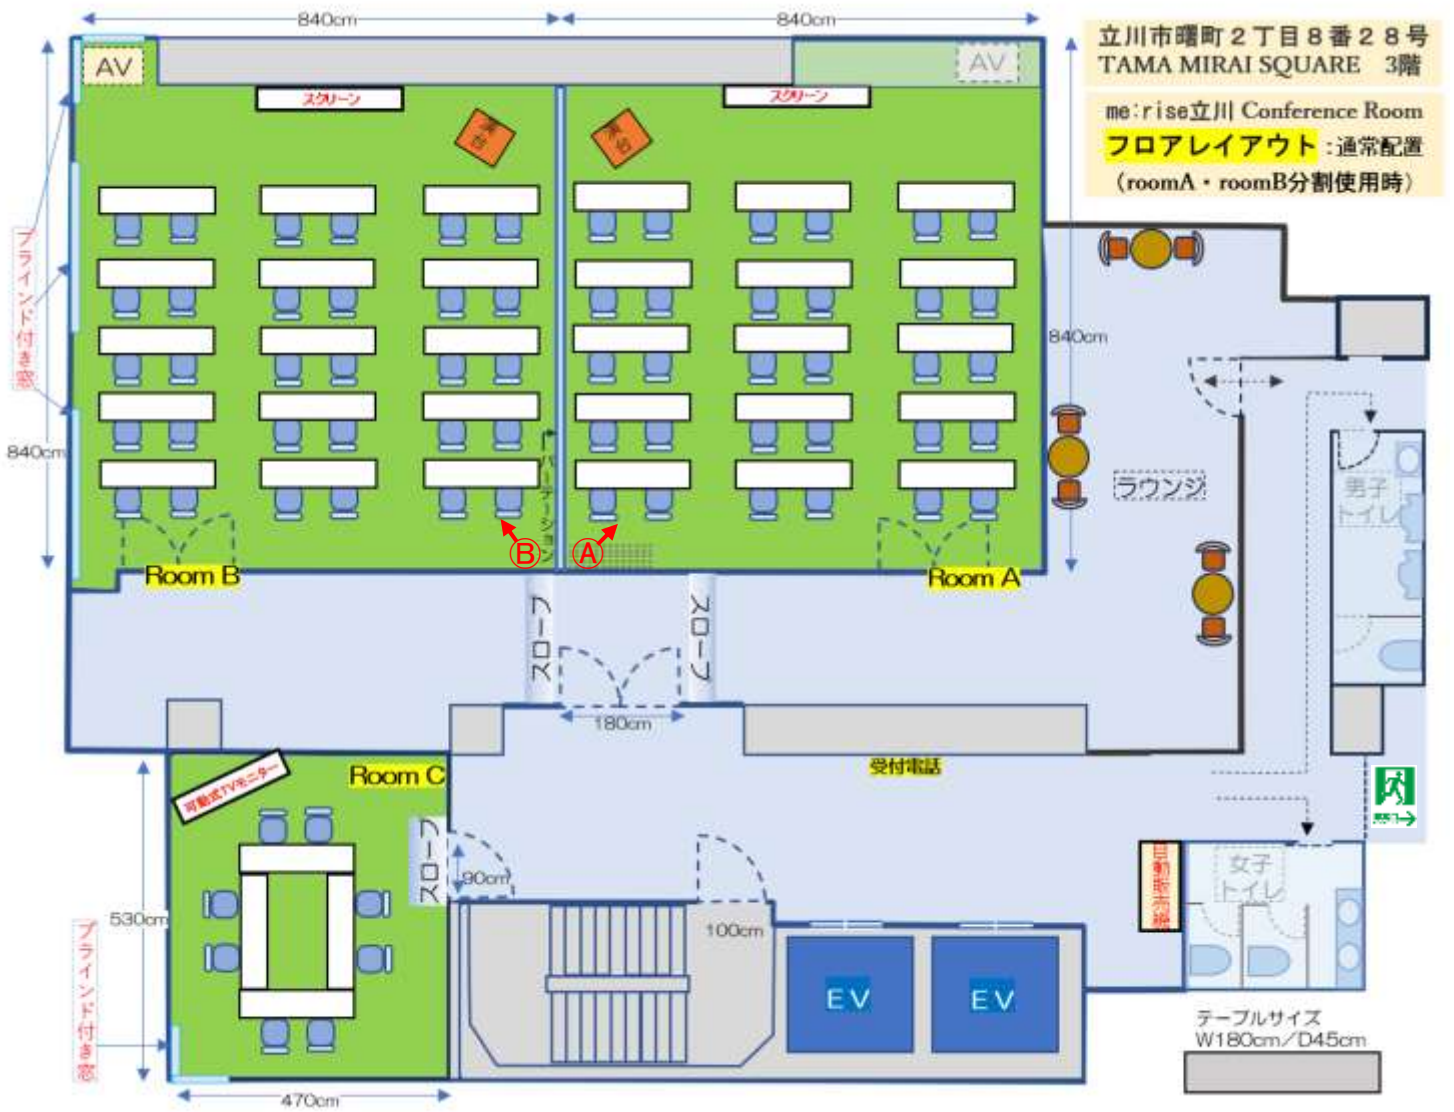 840cm
840cm
立川市曙町２丁目８番２８号
TAMA MIRAI SQUARE 3階
me:rise立川 Conference Room
フロアレイアウト：通常配置
（roomA・roomB分割使用時）
AV
AV
スクリーン
スクリーン
演台
演台
ブラインド付き窓
840cm
840cm
パーテーション
Ⓑ
Ⓐ
Room B
Room A
ラウンジ
男子
トイレ
スロープ
スロープ
180cm
受付電話
Room C
可動式TVモニター
スロープ
90cm
100cm
530cm
ブラインド付き窓
470cm
EV
EV
自動販売機
女子
トイレ
テーブルサイズ
W180cm／D45cm